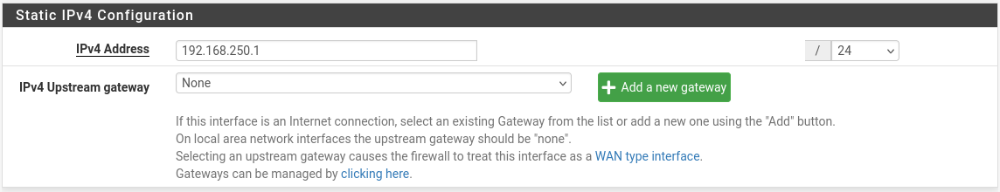 Static IPv4 Configuration
IPv4 Address 192.168.250.1 / 24
IPv4 Upstream gateway None Add a new gateway
If this interface is an Internet connection, select an existing Gateway from the list or add a new one using the "Add" button.
On local area network interfaces the upstream gateway should be "none".
Selecting an upstream gateway causes the firewall to treat this interface as a WAN type interface.
Gateways can be managed by clicking here.